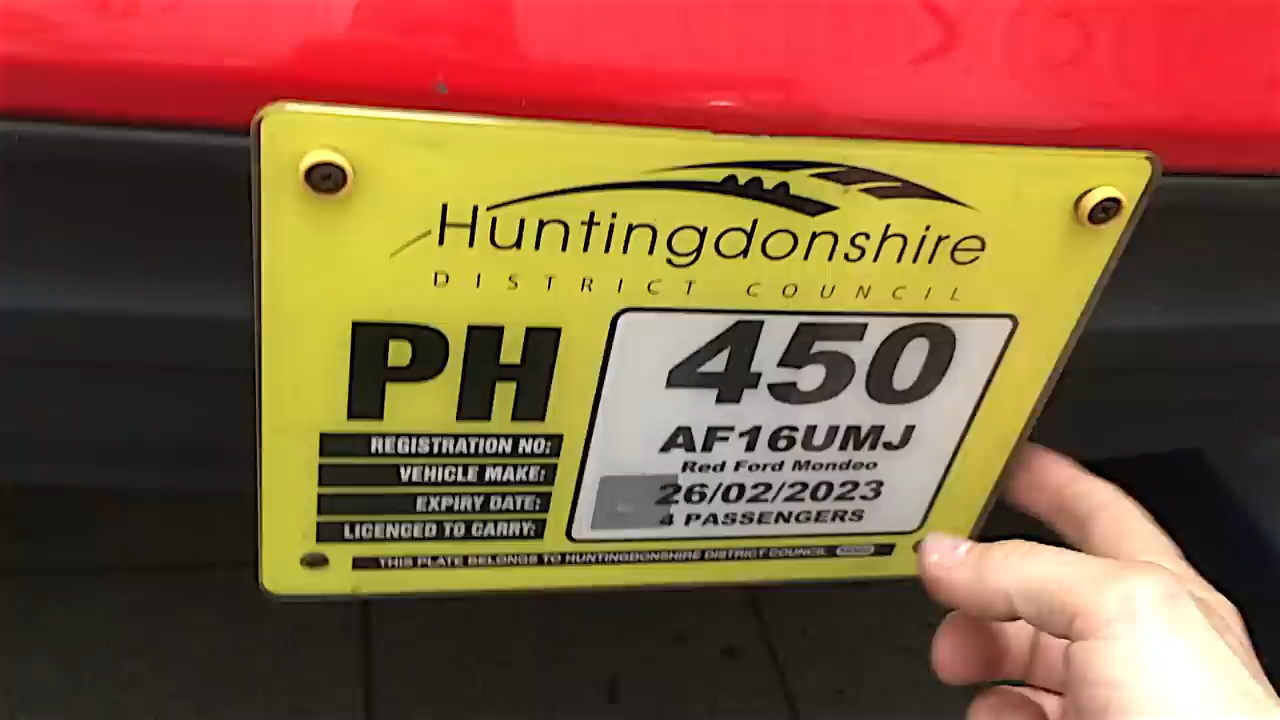 Huntingdonshire
DISTRICT COUNCIL
PH
450
REGISTRATION NO:
AF16UMJ
VEHICLE MAKE:
Red Ford Mondeo
EXPIRY DATE:
26/02/2023
LICENCED TO CARRY:
4 PASSENGERS
THIS PLATE BELONGS TO HUNTINGDONSHIRE DISTRICT COUNCIL